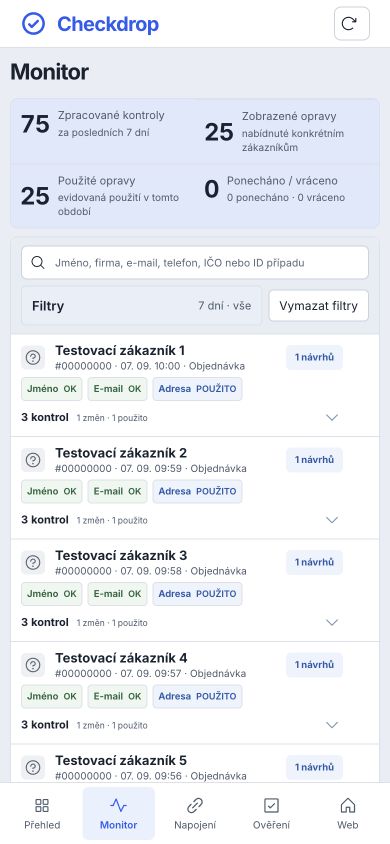 Checkdrop
Monitor
75 Zpracované kontroly
za posledních 7 dní
25 Zobrazené opravy
nabídnuté konkrétním
zákazníkům
25 Použité opravy
evidovaná použití v tomto
období
0 Ponecháno / vráceno
0 ponecháno · 0 vráceno
Jméno, firma, e-mail, telefon, IČO nebo ID případu
Filtry 7 dní · vše Vymazat filtry
Testovací zákazník 1 1 návrhů
#00000000 · 07. 09. 10:00 · Objednávka
Jméno OK E-mail OK Adresa POUŽITO
3 kontrol 1 změn · 1 použito
Testovací zákazník 2 1 návrhů
#00000000 · 07. 09. 09:59 · Objednávka
Jméno OK E-mail OK Adresa POUŽITO
3 kontrol 1 změn · 1 použito
Testovací zákazník 3 1 návrhů
#00000000 · 07. 09. 09:58 · Objednávka
Jméno OK E-mail OK Adresa POUŽITO
3 kontrol 1 změn · 1 použito
Testovací zákazník 4 1 návrhů
#00000000 · 07. 09. 09:57 · Objednávka
Jméno OK E-mail OK Adresa POUŽITO
3 kontrol 1 změn · 1 použito
Testovací zákazník 5 1 návrhů
#00000000 · 07. 09. 09:56 · Objednávka
Přehled Monitor Napojení Ověření Web